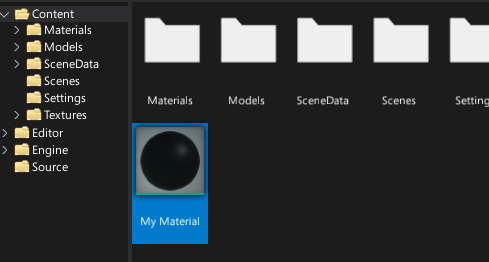 Content
Materials
Models
SceneData
Scenes
Settings
Textures
Editor
Engine
Source
Materials
Models
SceneData
Scenes
Setting
My Material